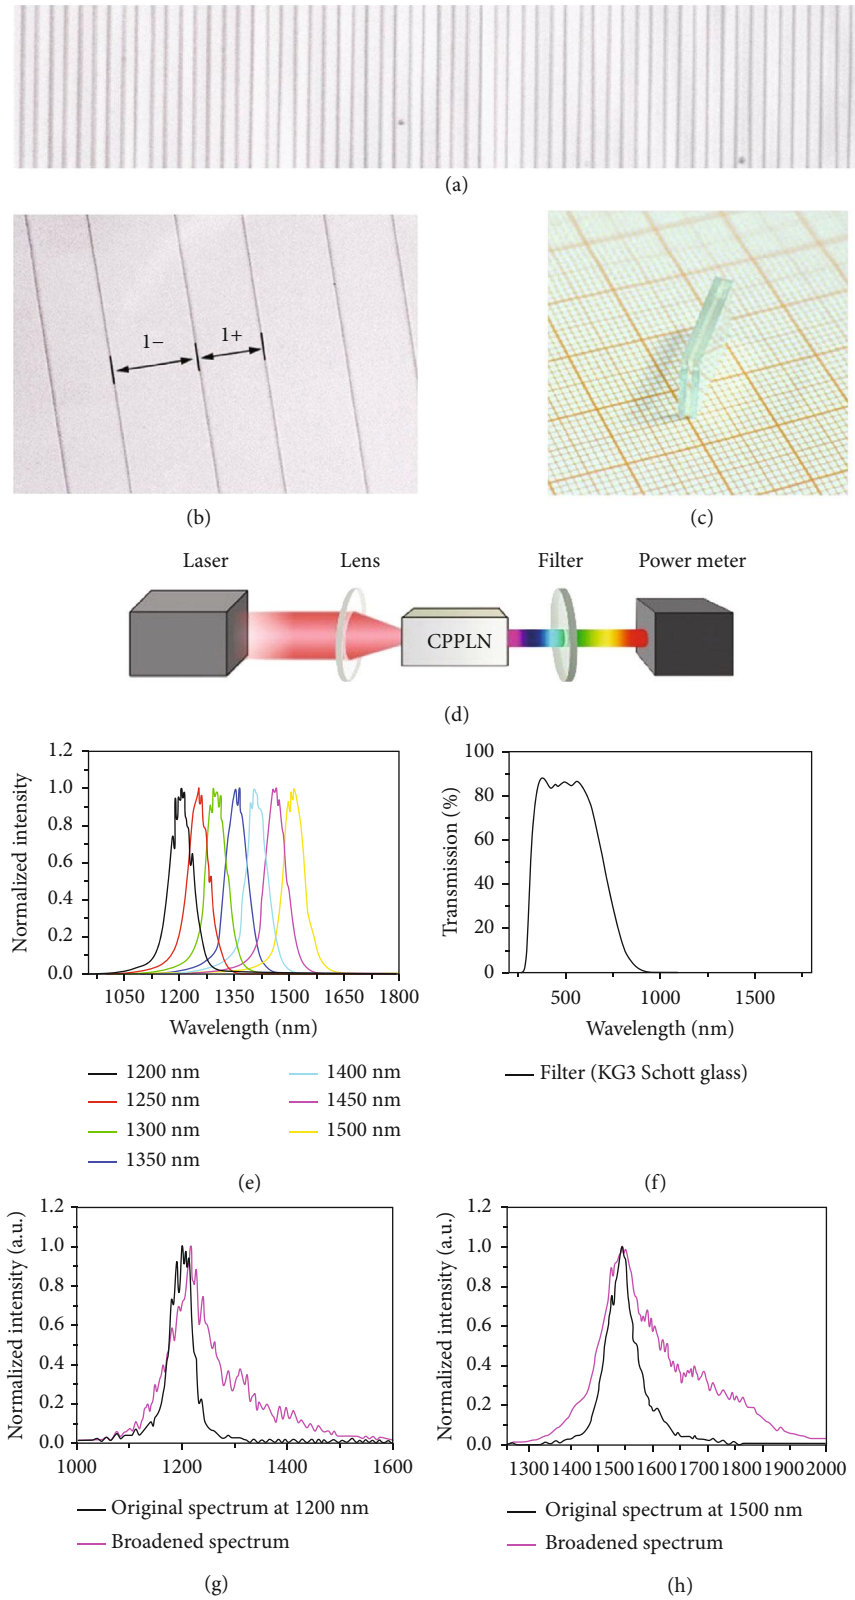 (a)
1−
1+
(b)
(c)
Laser
Lens
Filter
Power meter
CPPLN
(d)
1.2
1.0
0.8
0.6
0.4
0.2
0.0
Normalized intensity
1050 1200 1350 1500 1650 1800
Wavelength (nm)
1200 nm
1250 nm
1300 nm
1350 nm
1400 nm
1450 nm
1500 nm
(e)
100
80
60
40
20
0
Transmission (%)
500 1000 1500
Wavelength (nm)
Filter (KG3 Schott glass)
(f)
1.2
1.0
0.8
0.6
0.4
0.2
0.0
Normalized intensity (a.u.)
1000 1200 1400 1600
Original spectrum at 1200 nm
Broadened spectrum
(g)
1.2
1.0
0.8
0.6
0.4
0.2
0.0
Normalized intensity (a.u.)
1300 1400 1500 1600 1700 1800 1900 2000
Original spectrum at 1500 nm
Broadened spectrum
(h)